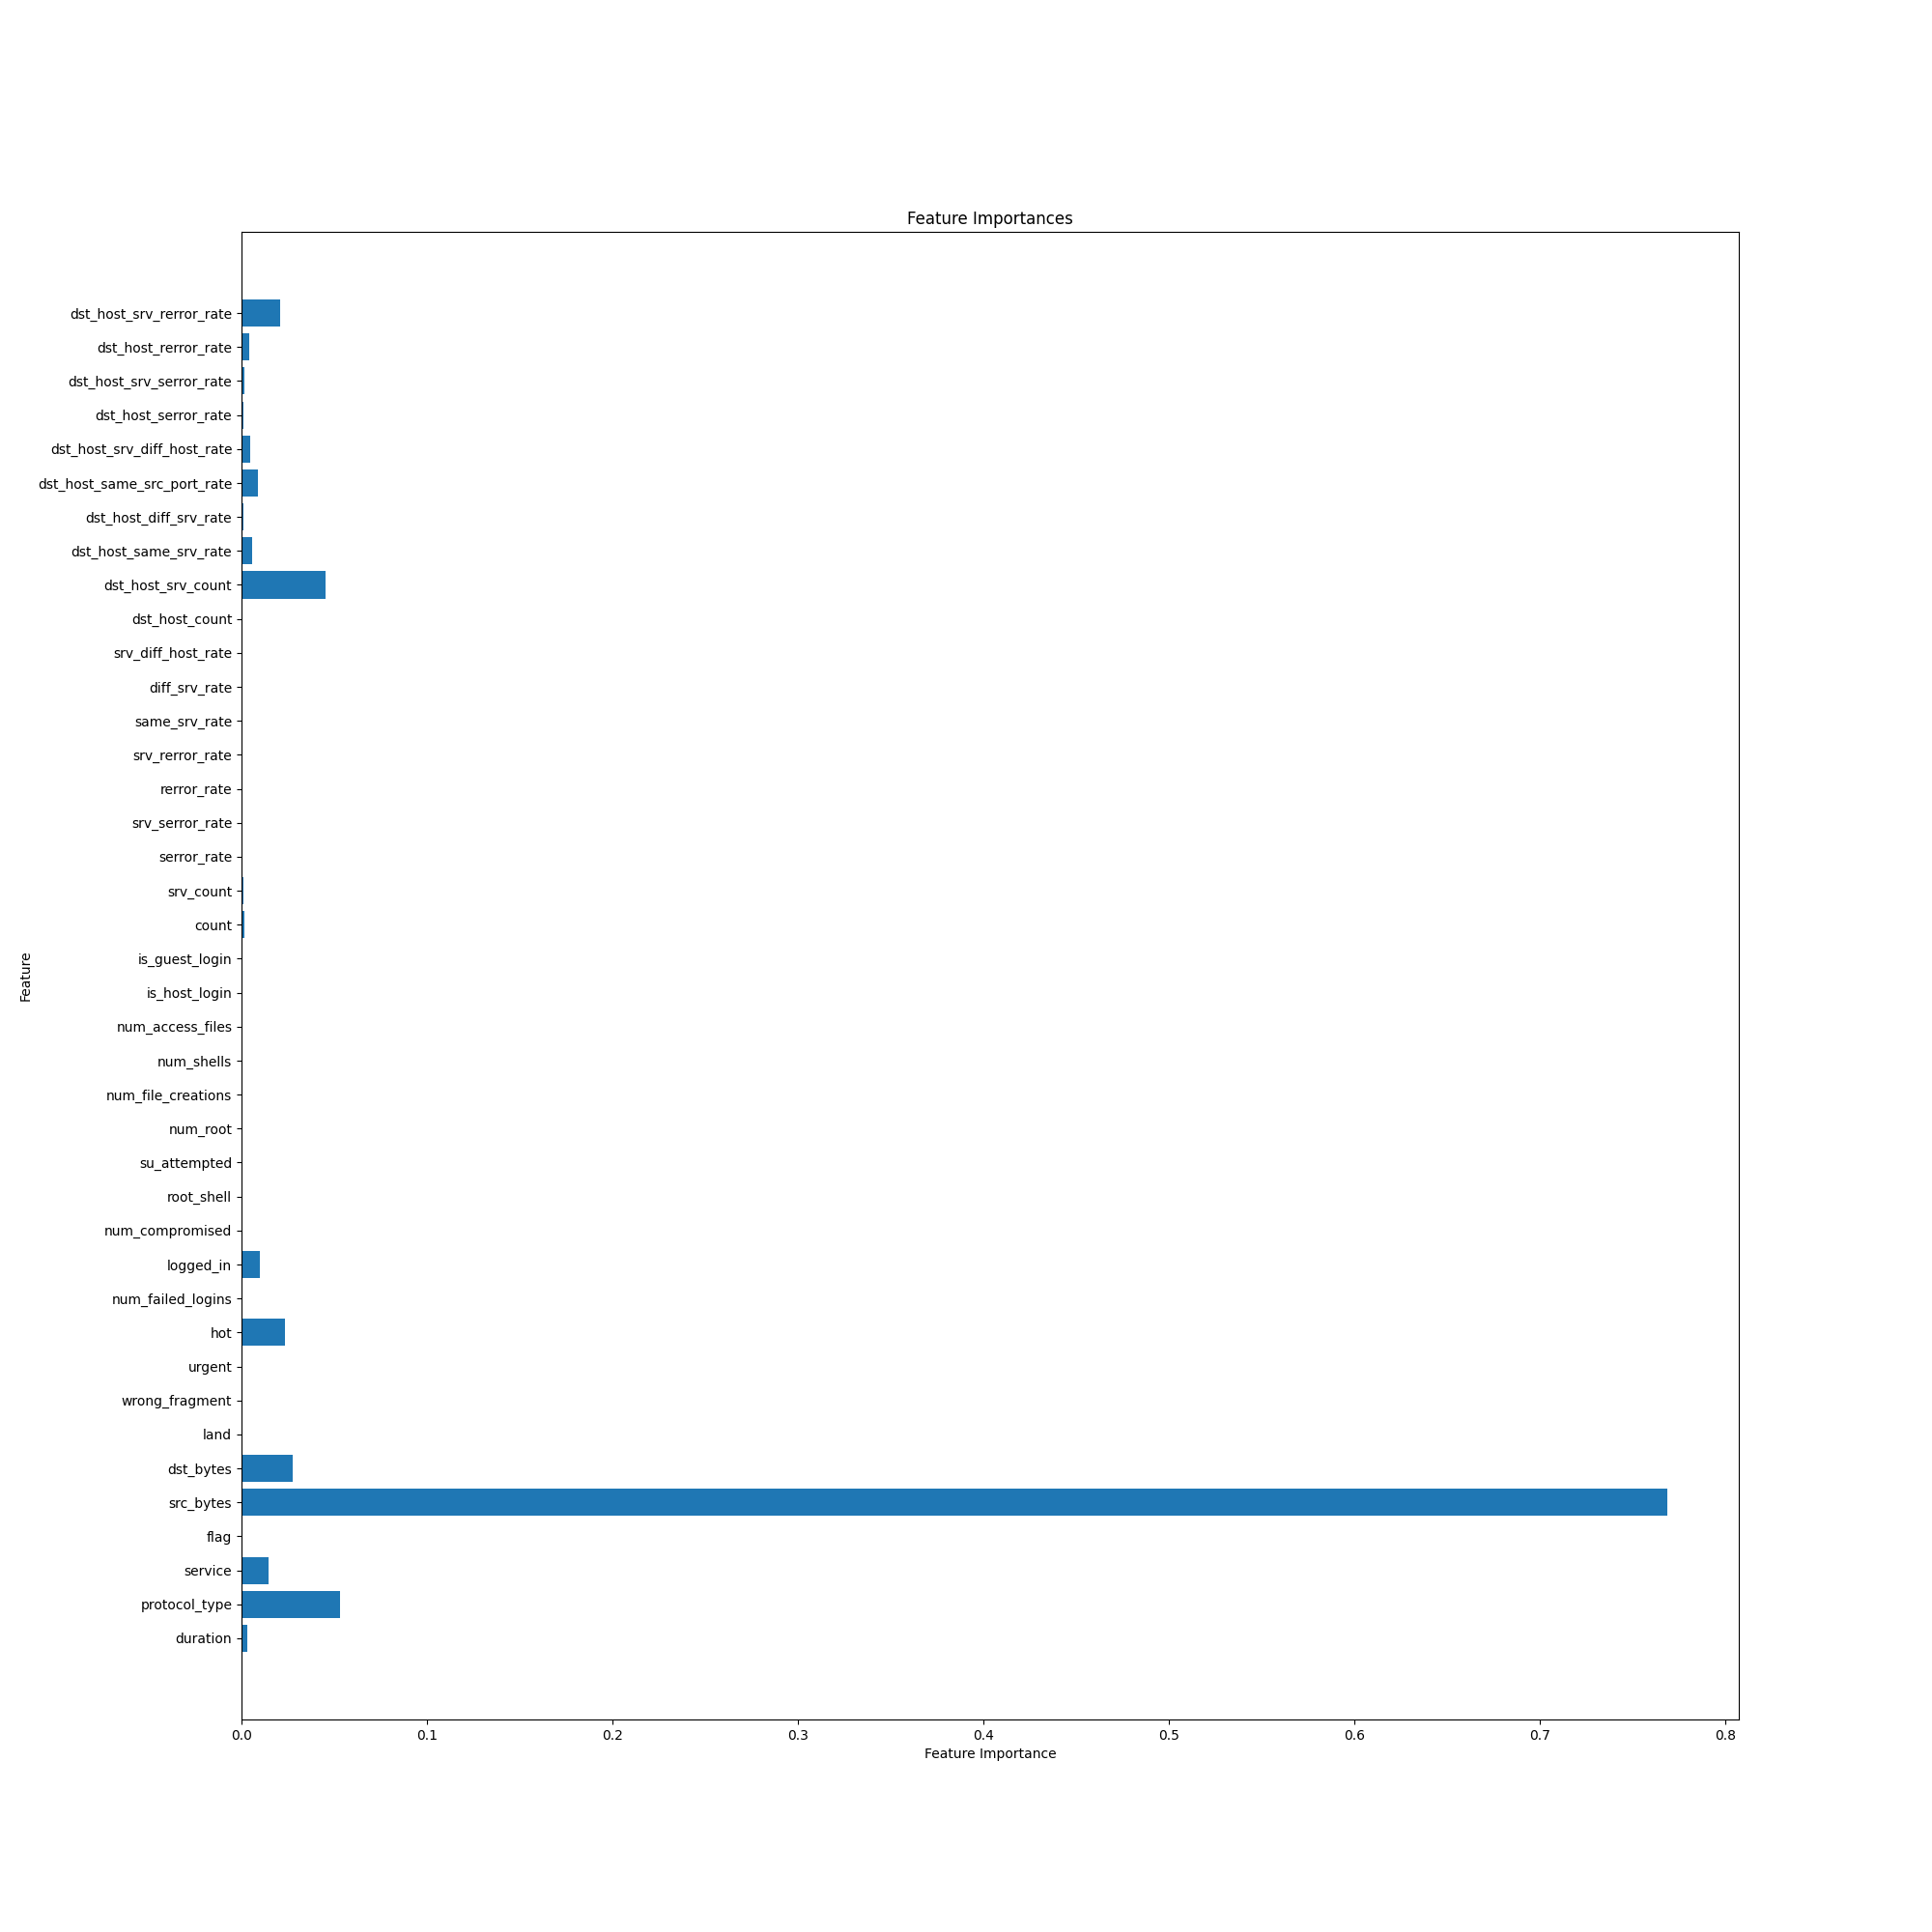 Feature Importances
dst_host_srv_rerror_rate
dst_host_rerror_rate
dst_host_srv_serror_rate
dst_host_serror_rate
dst_host_srv_diff_host_rate
dst_host_same_src_port_rate
dst_host_diff_srv_rate
dst_host_same_srv_rate
dst_host_srv_count
dst_host_count
srv_diff_host_rate
diff_srv_rate
same_srv_rate
srv_rerror_rate
rerror_rate
srv_serror_rate
serror_rate
srv_count
count
is_guest_login
is_host_login
num_access_files
num_shells
num_file_creations
num_root
su_attempted
root_shell
num_compromised
logged_in
num_failed_logins
hot
urgent
wrong_fragment
land
dst_bytes
src_bytes
flag
service
protocol_type
duration
Feature
0.0 0.1 0.2 0.3 0.4 0.5 0.6 0.7 0.8
Feature Importance